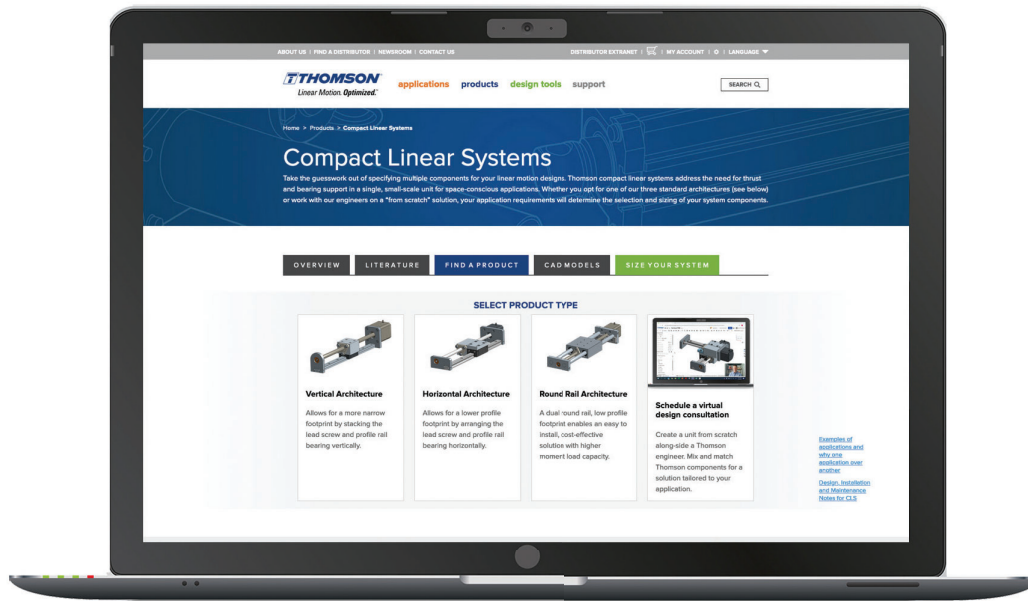 ABOUT US | FIND A DISTRIBUTOR | NEWSROOM | CONTACT US
DISTRIBUTOR EXTRANET | | MY ACCOUNT | | LANGUAGE
THOMSON
Linear Motion. Optimized.
applications products design tools support
SEARCH
Home > Products > Compact Linear Systems
Compact Linear Systems
Take the guesswork out of specifying multiple components for your linear motion designs. Thomson compact linear systems address the need for thrust
and bearing support in a single, small-scale unit for space-conscious applications. Whether you opt for one of our three standard architectures (see below)
or work with our engineers on a "from scratch" solution, your application requirements will determine the selection and sizing of your system components.
OVERVIEW LITERATURE FIND A PRODUCT CAD MODELS SIZE YOUR SYSTEM
SELECT PRODUCT TYPE
Vertical Architecture
Allows for a more narrow
footprint by stacking the
lead screw and profile rail
bearing vertically.
Horizontal Architecture
Allows for a lower profile
footprint by arranging the
lead screw and profile rail
bearing horizontally.
Round Rail Architecture
A dual round rail, low profile
footprint enables an easy to
install, cost-effective
solution with higher
moment load capacity.
Schedule a virtual
design consultation
Create a unit from scratch
along-side a Thomson
engineer. Mix and match
Thomson components for a
solution tailored to your
application.
Examples of
applications and
why one
application over
another
Design, Installation
and Maintenance
Notes for CLS